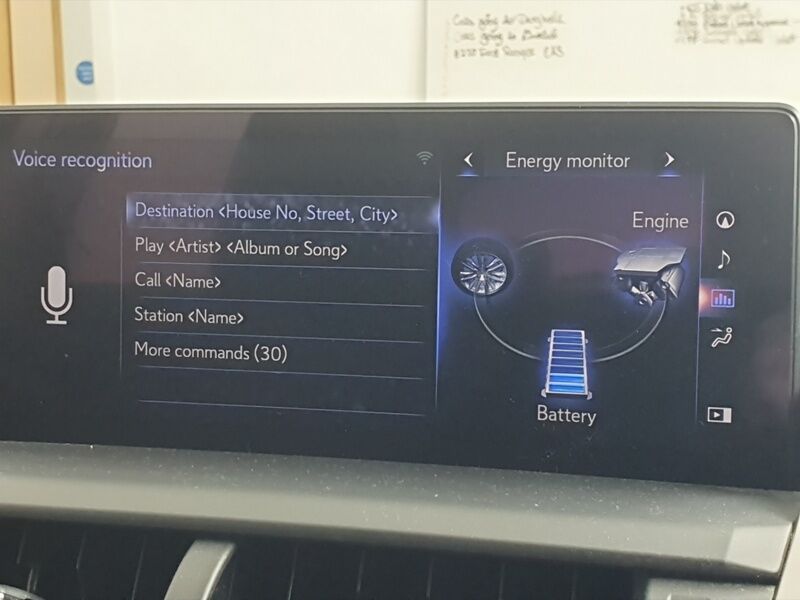 Voice recognition
Destination <House No, Street, City>
Play <Artist> <Album or Song>
Call <Name>
Station <Name>
More commands (30)
Energy monitor
Engine
Battery